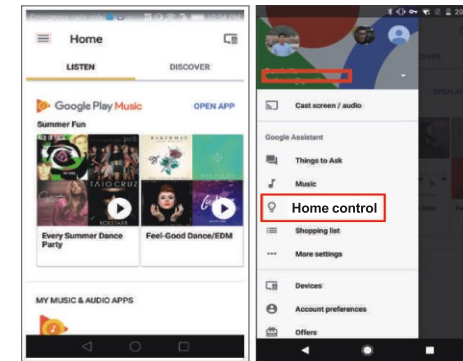 Home
LISTEN
DISCOVER
Google Play Music
OPEN APP
Summer Fun
TAIO CRUZ
Every Summer Dance
Party
Feel-Good Dance/EDM
MY MUSIC & AUDIO APPS
Cast screen / audio
Google Assistant
Things to Ask
Music
Home control
Shopping list
More settings
Devices
Account preferences
Offers